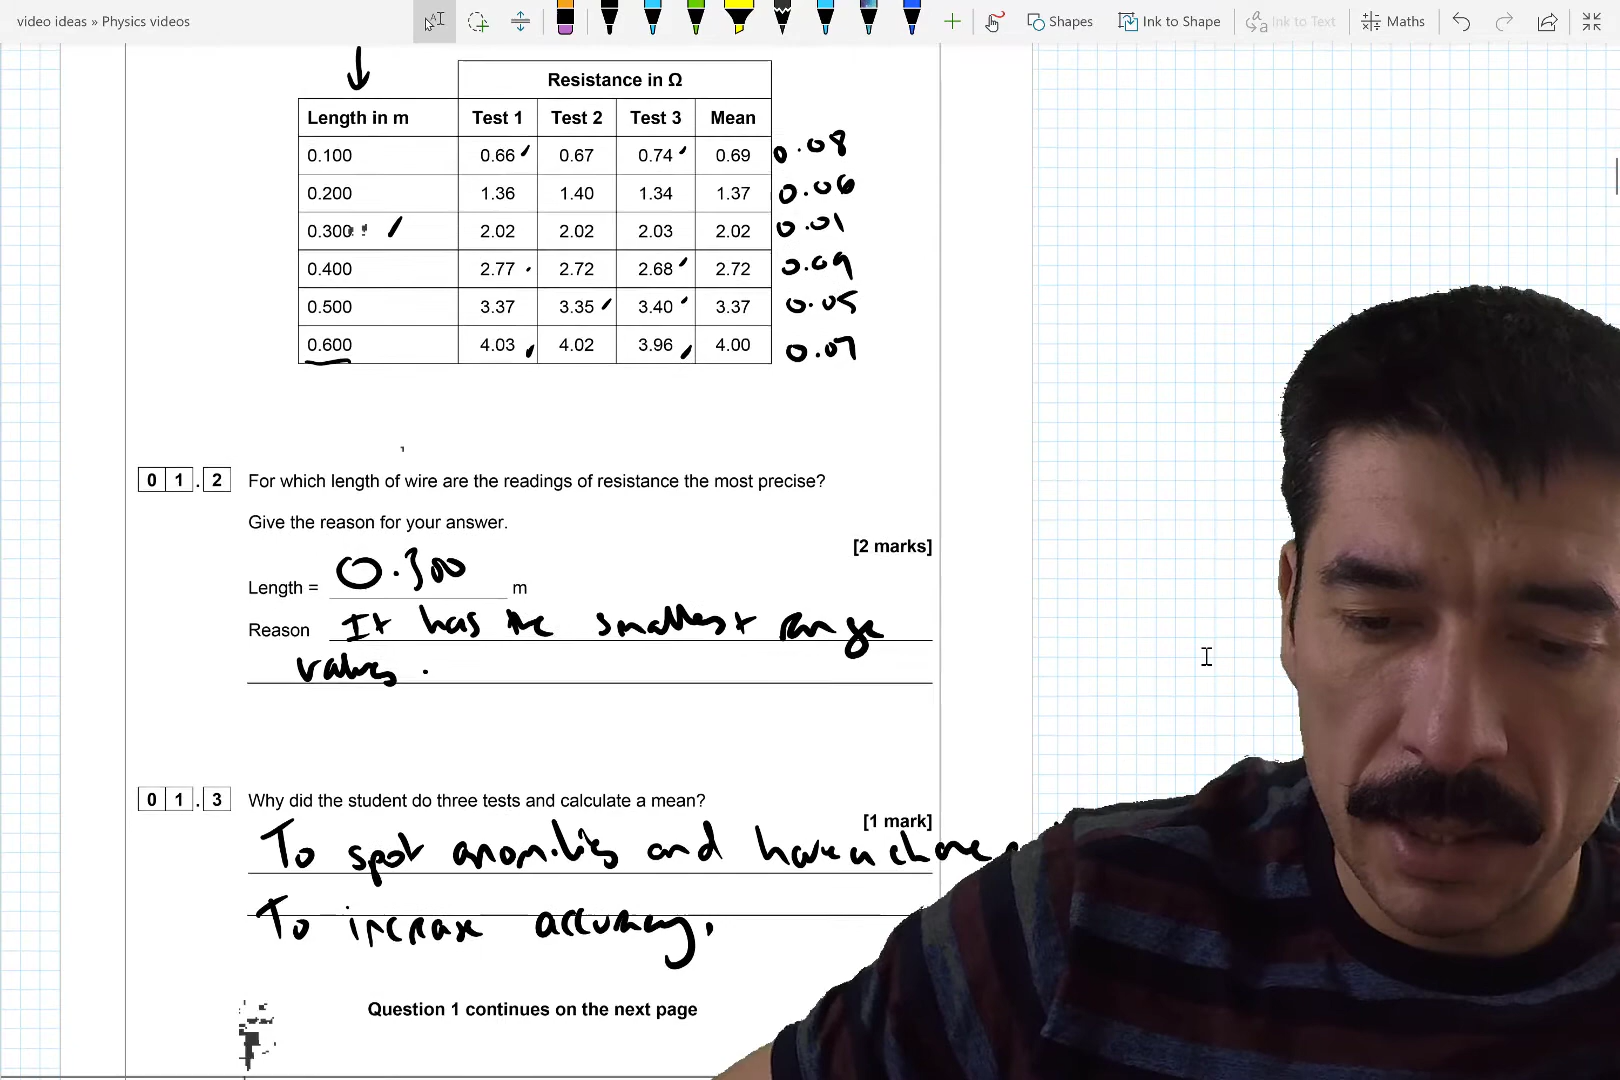 video ideas » Physics videos
Shapes
Ink to Shape
Ink to Text
Maths
Resistance in Ω
Length in m Test 1 Test 2 Test 3 Mean
0.100 0.66 0.67 0.74 0.69 0.08
0.200 1.36 1.40 1.34 1.37 0.06
0.300 2.02 2.02 2.03 2.02 0.01
0.400 2.77 2.72 2.68 2.72 0.09
0.500 3.37 3.35 3.40 3.37 0.05
0.600 4.03 4.02 3.96 4.00 0.07
0 1 . 2 For which length of wire are the readings of resistance the most precise?
Give the reason for your answer.
[2 marks]
Length = 0.300 m
Reason It has the smallest range
values.
0 1 . 3 Why did the student do three tests and calculate a mean?
[1 mark]
To spot and have a
To increase accuracy.
Question 1 continues on the next page